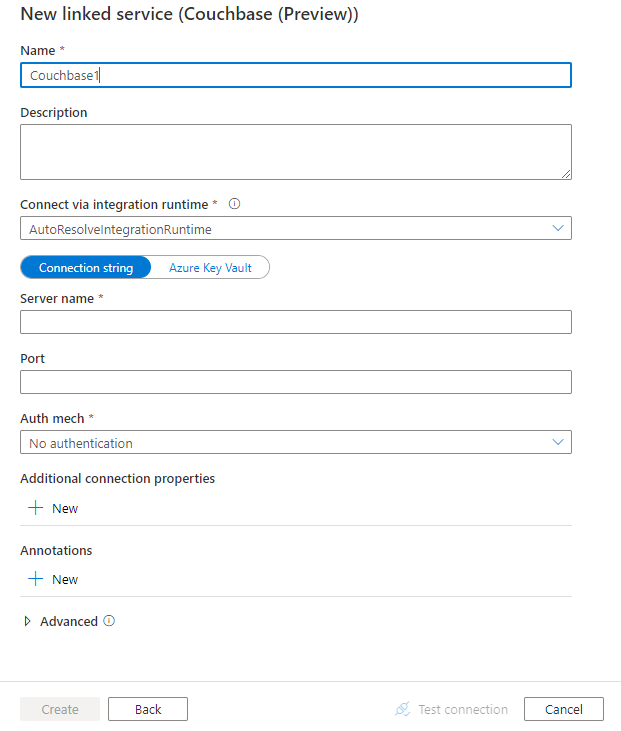 New linked service (Couchbase (Preview))
Name *
Couchbase1
Description
Connect via integration runtime *
AutoResolveIntegrationRuntime
Connection string Azure Key Vault
Server name *
Port
Auth mech *
No authentication
Additional connection properties
New
Annotations
New
Advanced
Create Back Test connection Cancel